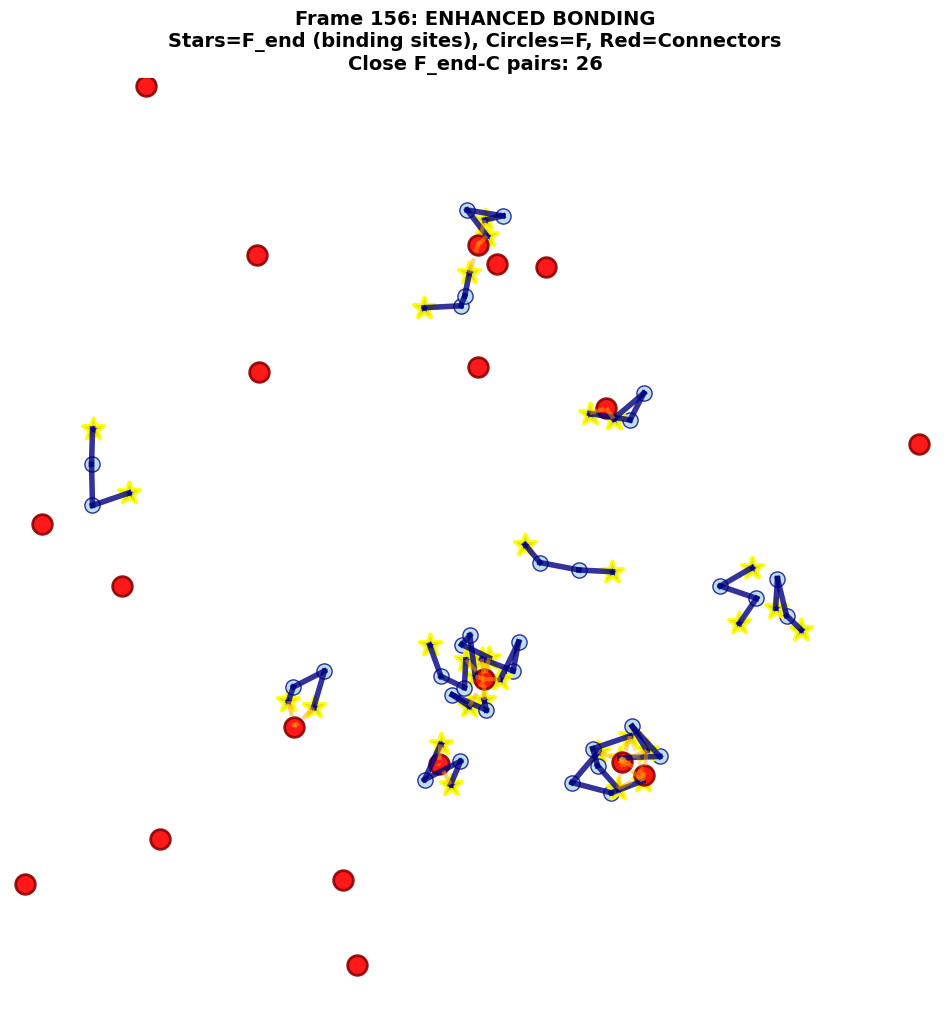 Frame 156: ENHANCED BONDING
Stars=F_end (binding sites), Circles=F, Red=Connectors
Close F_end-C pairs: 26